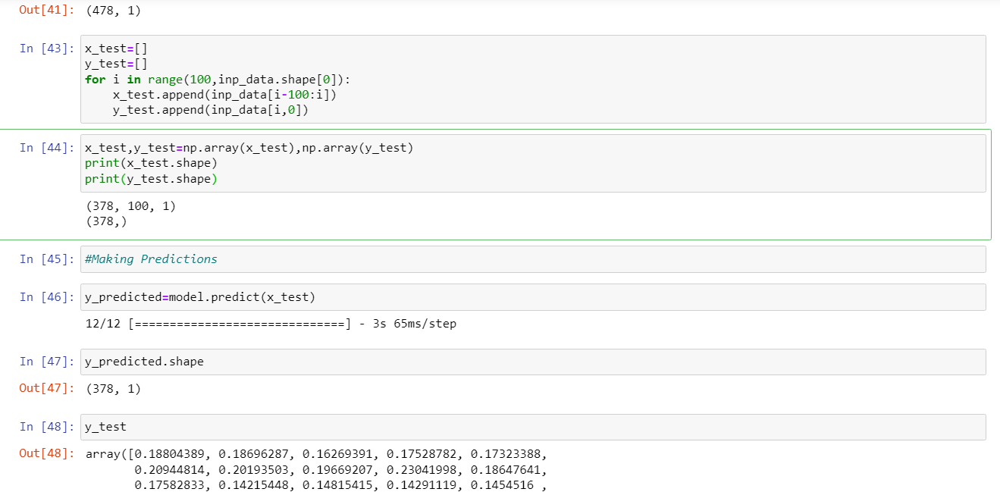 Out[41]: (478, 1)
In [43]: x_test=[]
y_test=[]
for i in range(100,inp_data.shape[0]):
    x_test.append(inp_data[i-100:i])
    y_test.append(inp_data[i,0])
In [44]: x_test,y_test=np.array(x_test),np.array(y_test)
print(x_test.shape)
print(y_test.shape)
(378, 100, 1)
(378,)
In [45]: #Making Predictions
In [46]: y_predicted=model.predict(x_test)
12/12 [==============================] - 3s 65ms/step
In [47]: y_predicted.shape
Out[47]: (378, 1)
In [48]: y_test
Out[48]: array([0.18804389, 0.18696287, 0.16269391, 0.17528782, 0.17323388,
0.20944814, 0.20193503, 0.19669207, 0.23041998, 0.18647641,
0.17582833, 0.14215448, 0.14815415, 0.14291119, 0.1454516 ,